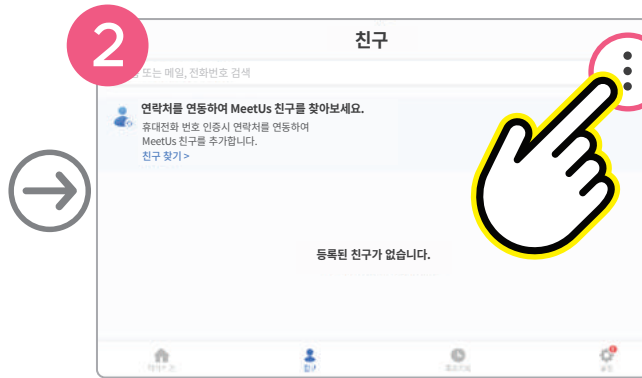 2
친구
또는 메일, 전화번호 검색
연락처를 연동하여 MeetUs 친구를 찾아보세요.
휴대전화 번호 인증시 연락처를 연동하여
MeetUs 친구를 추가합니다.
친구 찾기 >
등록된 친구가 없습니다.
친구